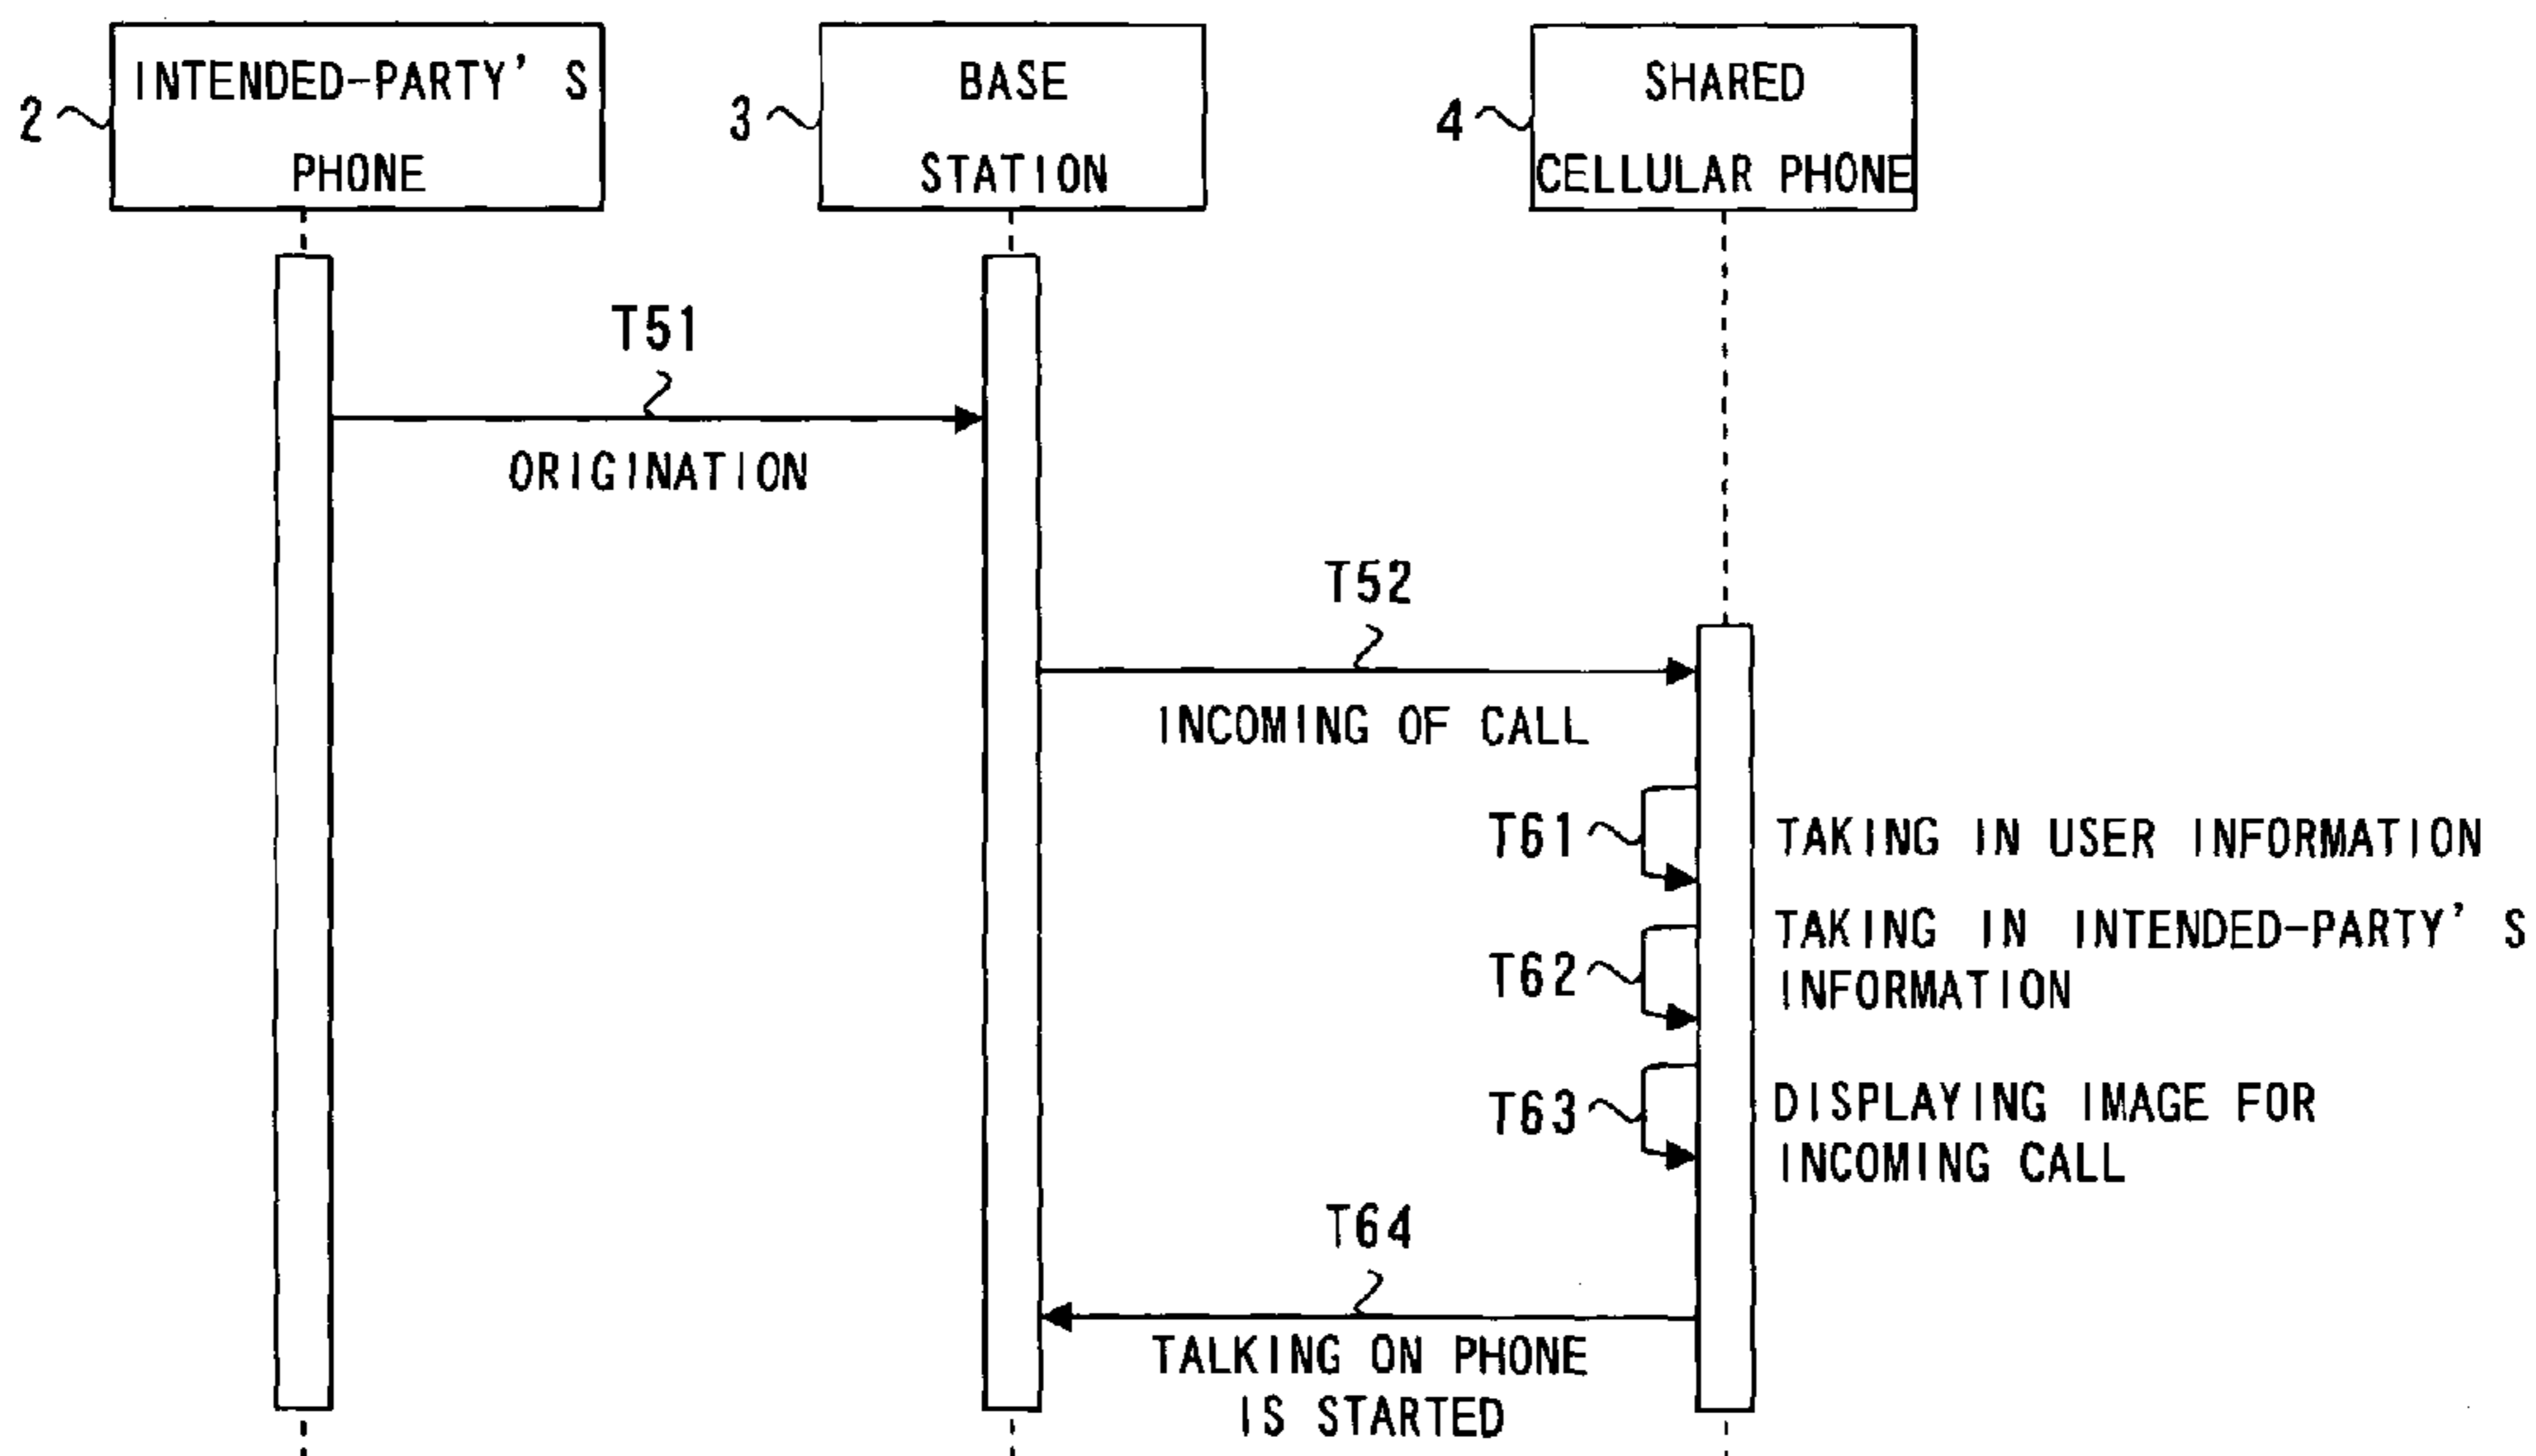 INTENDED-PARTY'S
PHONE
2
BASE
STATION
3
SHARED
CELLULAR PHONE
4
T51
ORIGINATION
T52
INCOMING OF CALL
T61
TAKING IN USER INFORMATION
T62
TAKING IN INTENDED-PARTY'S
INFORMATION
T63
DISPLAYING IMAGE FOR
INCOMING CALL
T64
TALKING ON PHONE
IS STARTED